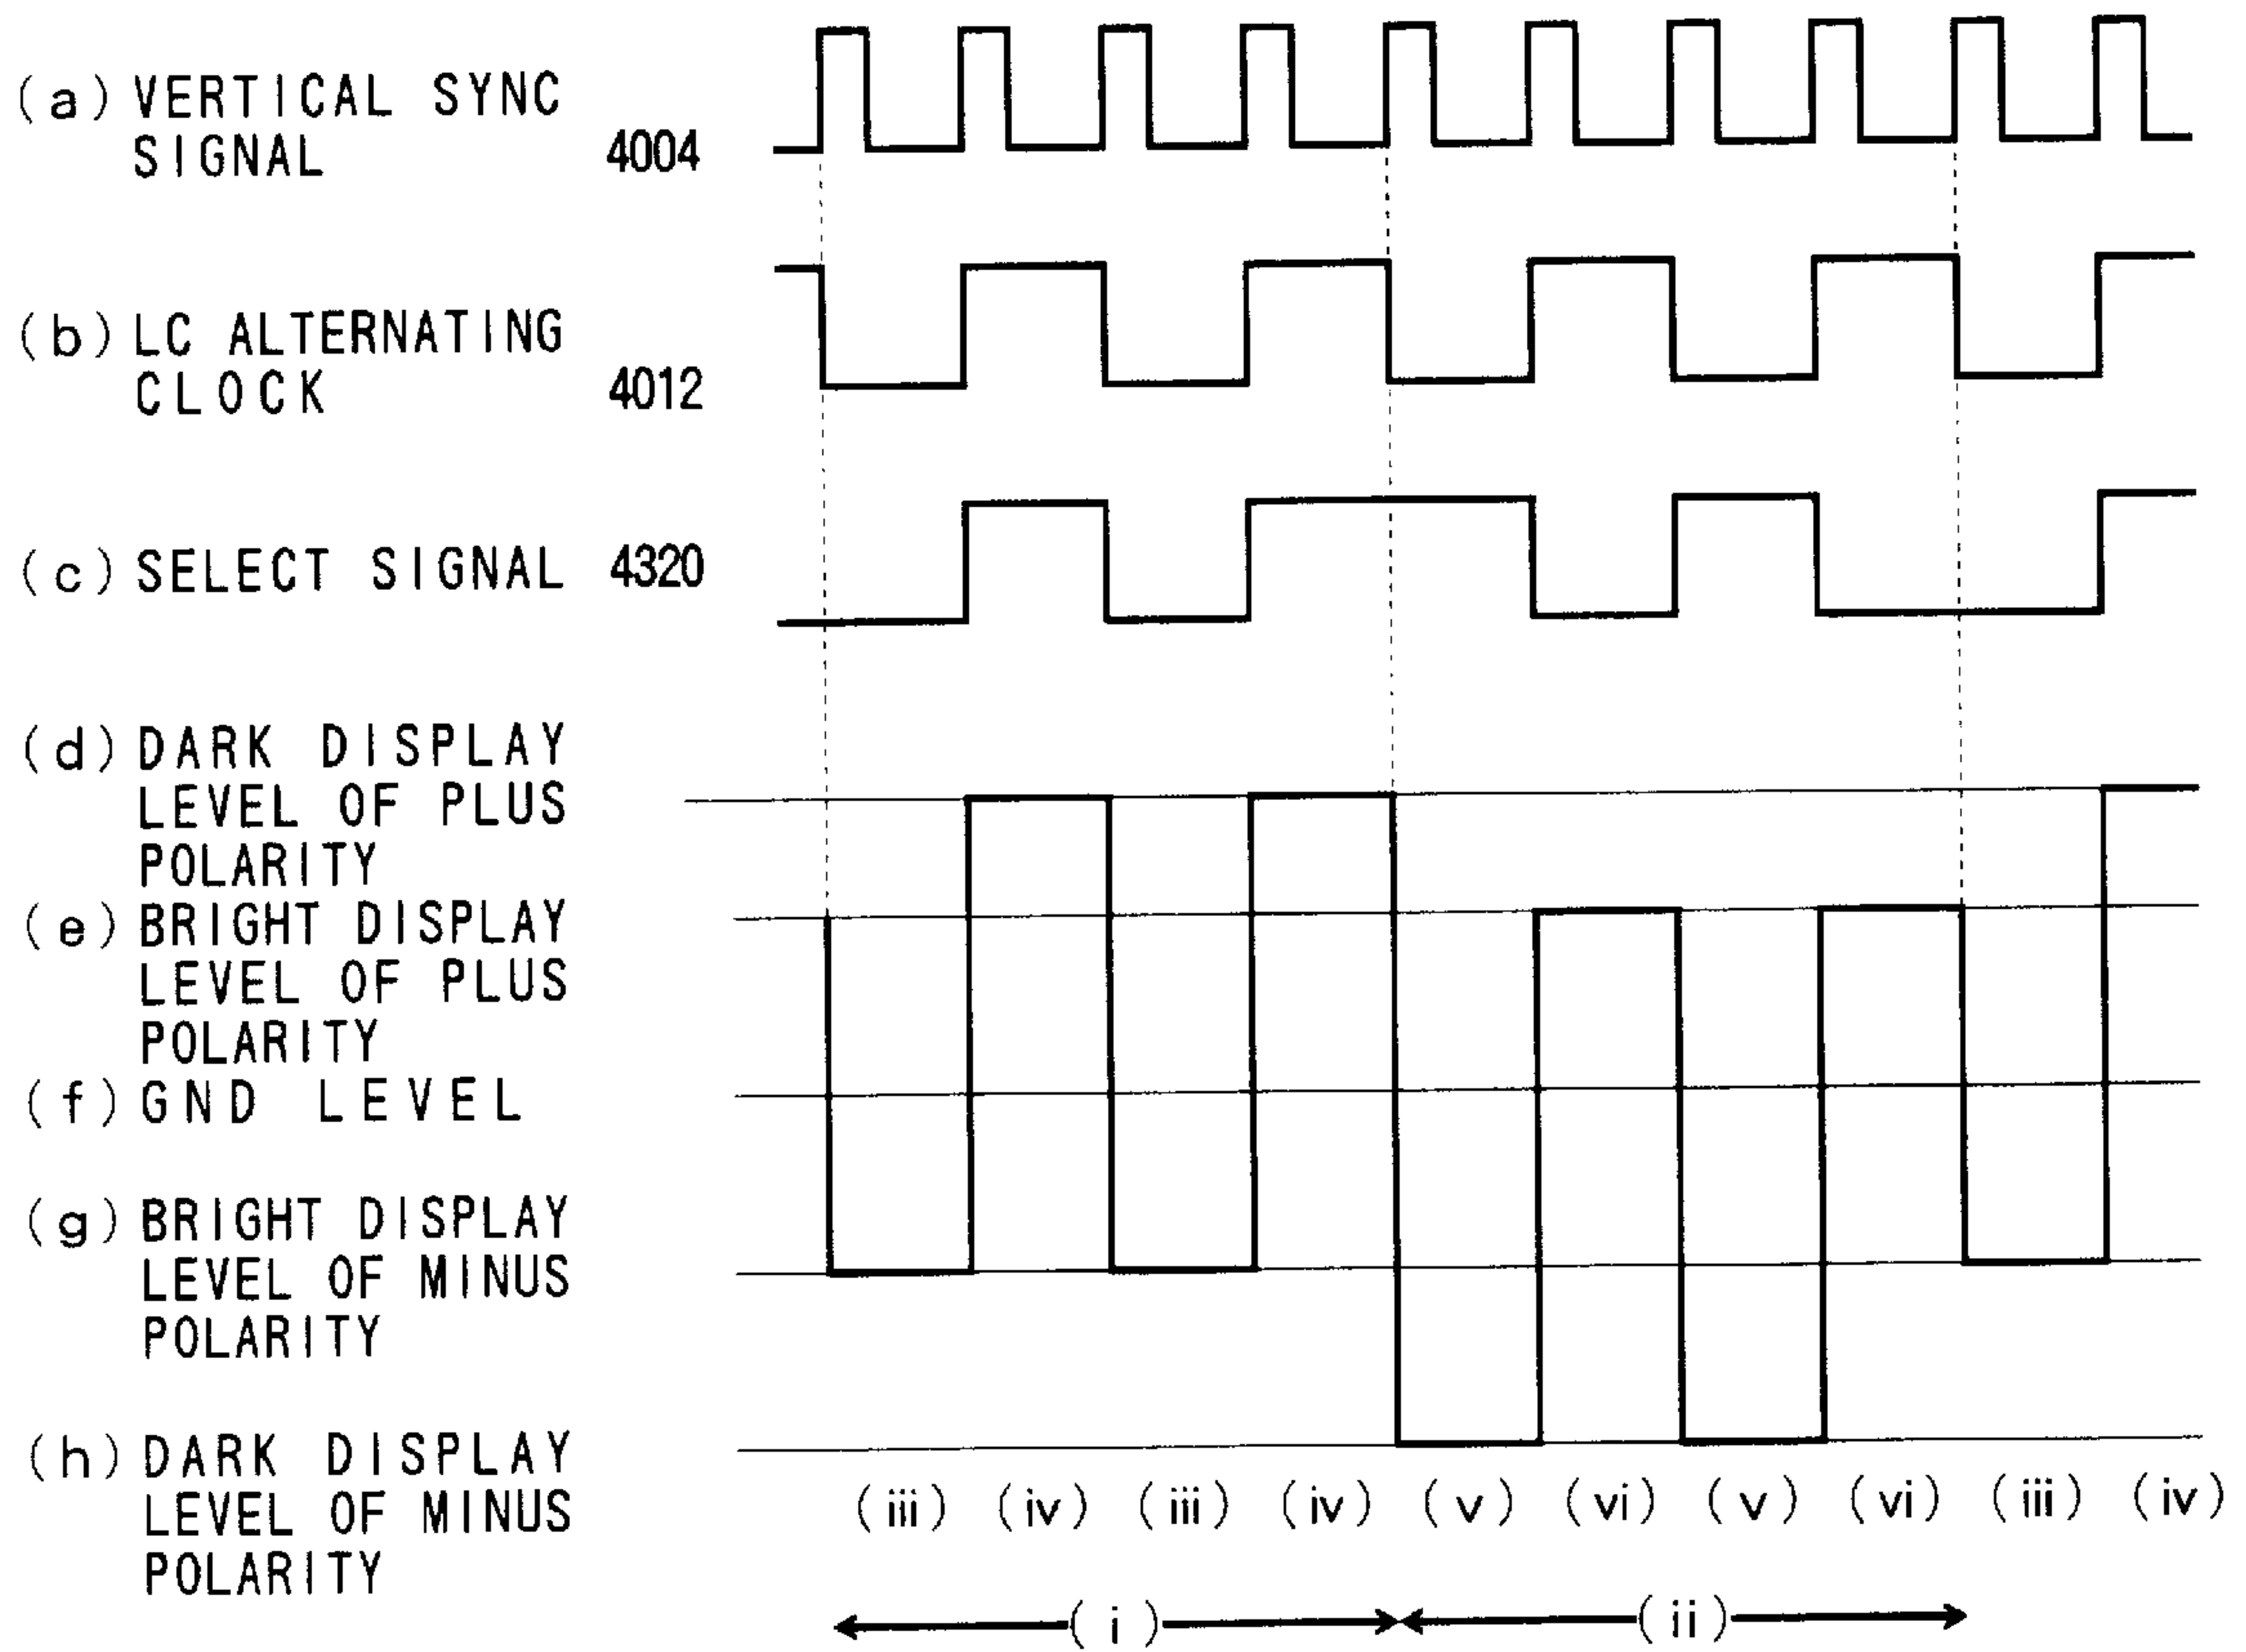 (a) VERTICAL SYNC
SIGNAL 4004
(b) LC ALTERNATING
CLOCK 4012
(c) SELECT SIGNAL 4320
(d) DARK DISPLAY
LEVEL OF PLUS
POLARITY
(e) BRIGHT DISPLAY
LEVEL OF PLUS
POLARITY
(f) GND LEVEL
(g) BRIGHT DISPLAY
LEVEL OF MINUS
POLARITY
(h) DARK DISPLAY
LEVEL OF MINUS
POLARITY
(iii) (iv) (iii) (iv) (v) (vi) (v) (vi) (iii) (iv)
(i) (ii)